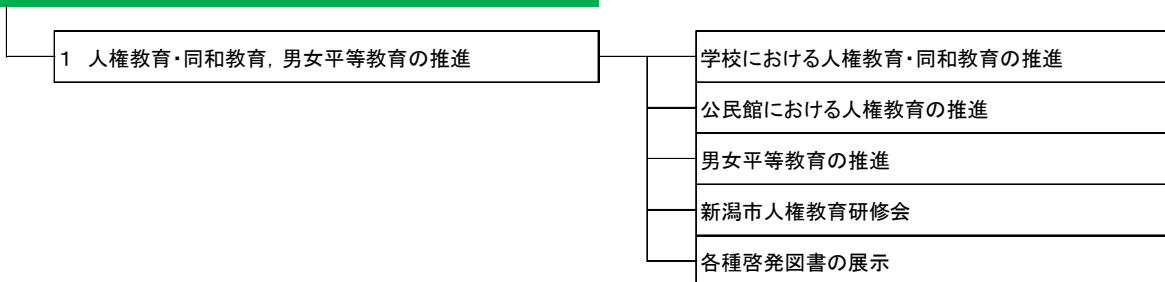 1 人権教育・同和教育，男女平等教育の推進
学校における人権教育・同和教育の推進
公民館における人権教育の推進
男女平等教育の推進
新潟市人権教育研修会
各種啓発図書の展示